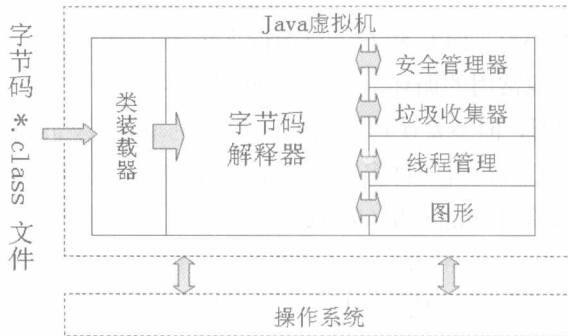 Java虚拟机
字节码 *.class 文件
类装载器
字节码
解释器
安全管理器
垃圾收集器
线程管理
图形
操作系统